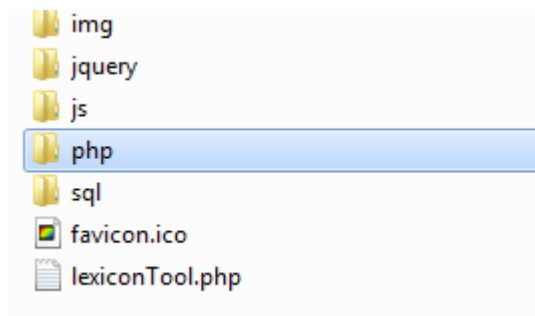 img
jquery
js
php
sql
favicon.ico
lexiconTool.php